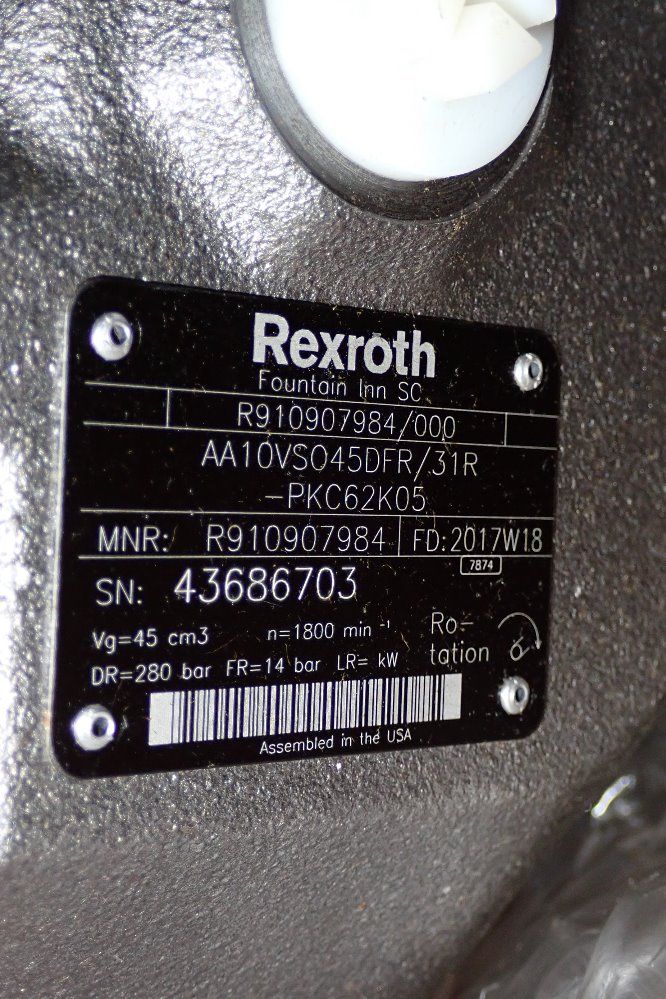 Rexroth
Fountain Inn SC
R910907984/000
AA10VSO45DFR/31R
-PKC62K05
MNR: R910907984 FD:2017W18
7874
SN: 43686703
Vg=45 cm3 n=1800 min -1
DR=280 bar FR=14 bar LR= kW
Ro-
tation
Assembled in the USA